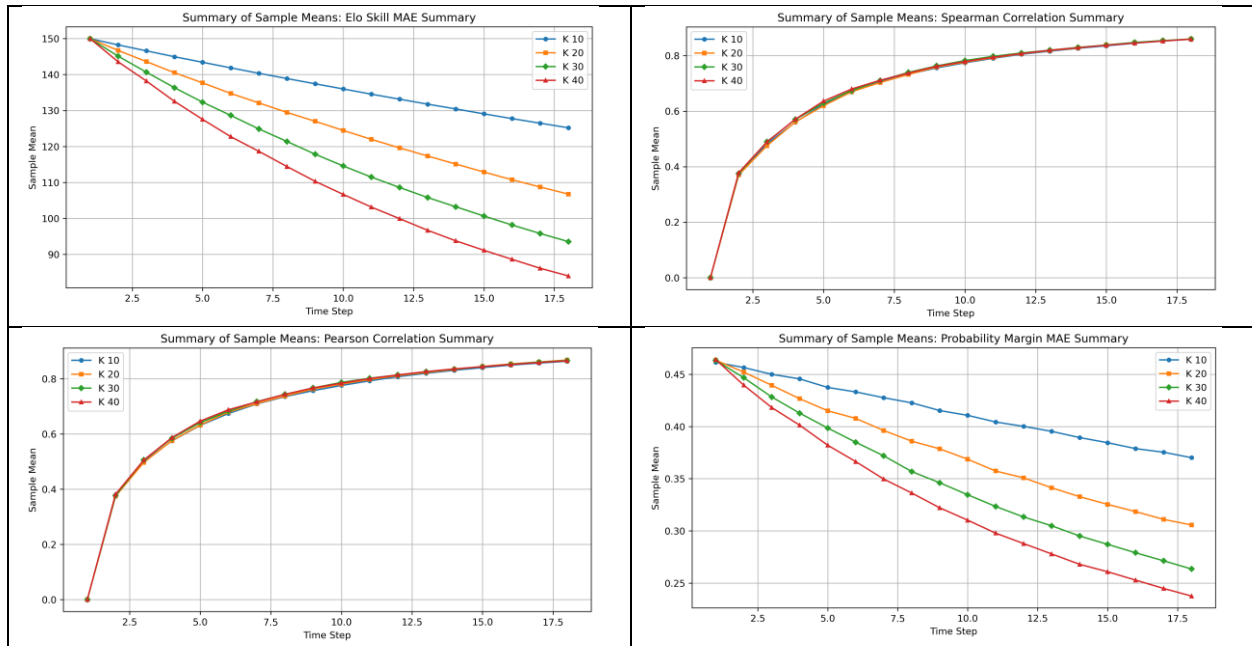 Summary of Sample Means: Elo Skill MAE Summary
150
140
130
120
110
100
90
Sample Mean
K 10
K 20
K 30
K 40
2.5 5.0 7.5 10.0 12.5 15.0 17.5
Time Step
Summary of Sample Means: Spearman Correlation Summary
K 10
K 20
K 30
K 40
0.8
0.6
0.4
0.2
0.0
Sample Mean
2.5 5.0 7.5 10.0 12.5 15.0 17.5
Time Step
Summary of Sample Means: Pearson Correlation Summary
K 10
K 20
K 30
K 40
0.8
0.6
0.4
0.2
0.0
Sample Mean
2.5 5.0 7.5 10.0 12.5 15.0 17.5
Time Step
Summary of Sample Means: Probability Margin MAE Summary
K 10
K 20
K 30
K 40
0.45
0.40
0.35
0.30
0.25
Sample Mean
2.5 5.0 7.5 10.0 12.5 15.0 17.5
Time Step